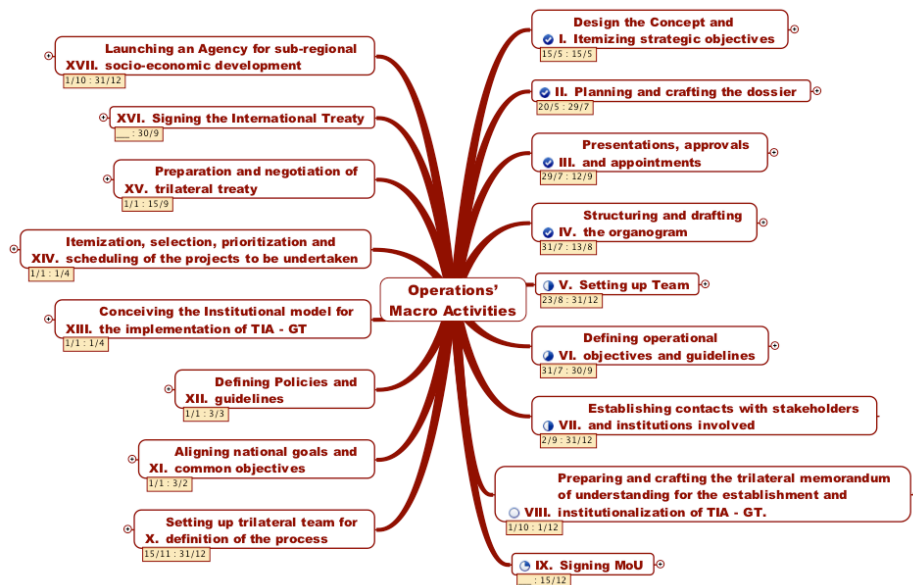 Operations'
Macro Activities
Design the Concept and
I. Itemizing strategic objectives
15/5 : 15/5
II. Planning and crafting the dossier
20/5 : 29/7
Presentations, approvals
III. and appointments
29/7 : 12/9
Structuring and drafting
IV. the organogram
31/7 : 13/8
V. Setting up Team
23/8 : 31/12
Defining operational
VI. objectives and guidelines
31/7 : 30/9
Establishing contacts with stakeholders
VII. and institutions involved
2/9 : 31/12
Preparing and crafting the trilateral memorandum
of understanding for the establishment and
VIII. institutionalization of TIA - GT.
1/10 : 1/12
IX. Signing MoU
__ : 15/12
Setting up trilateral team for
X. definition of the process
15/11 : 31/12
Aligning national goals and
XI. common objectives
1/1 : 3/2
Defining Policies and
XII. guidelines
1/1 : 3/3
Conceiving the Institutional model for
XIII. the implementation of TIA - GT
1/1 : 1/4
Itemization, selection, prioritization and
XIV. scheduling of the projects to be undertaken
1/1 : 1/4
Preparation and negotiation of
XV. trilateral treaty
1/1 : 15/9
XVI. Signing the International Treaty
__ : 30/9
Launching an Agency for sub-regional
XVII. socio-economic development
1/10 : 31/12